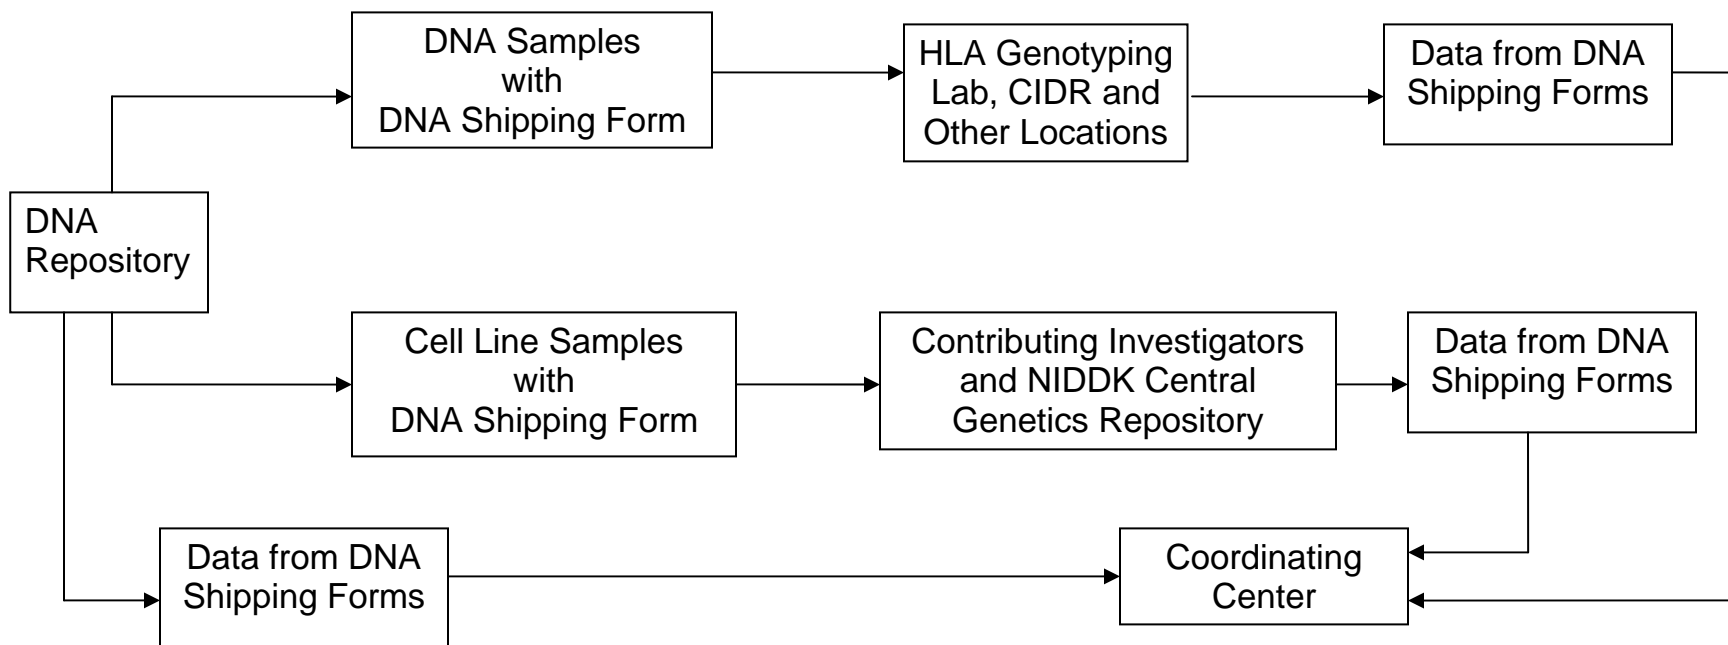 DNA Samples
with
DNA Shipping Form
HLA Genotyping
Lab, CIDR and
Other Locations
Data from DNA
Shipping Forms
DNA
Repository
Cell Line Samples
with
DNA Shipping Form
Contributing Investigators
and NIDDK Central
Genetics Repository
Data from DNA
Shipping Forms
Data from DNA
Shipping Forms
Coordinating
Center